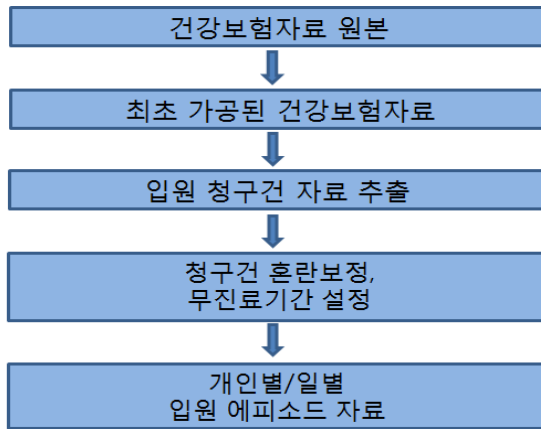 건강보험자료 원본
최초 가공된 건강보험자료
입원 청구건 자료 추출
청구건 혼란보정,
무진료기간 설정
개인별/일별
입원 에피소드 자료